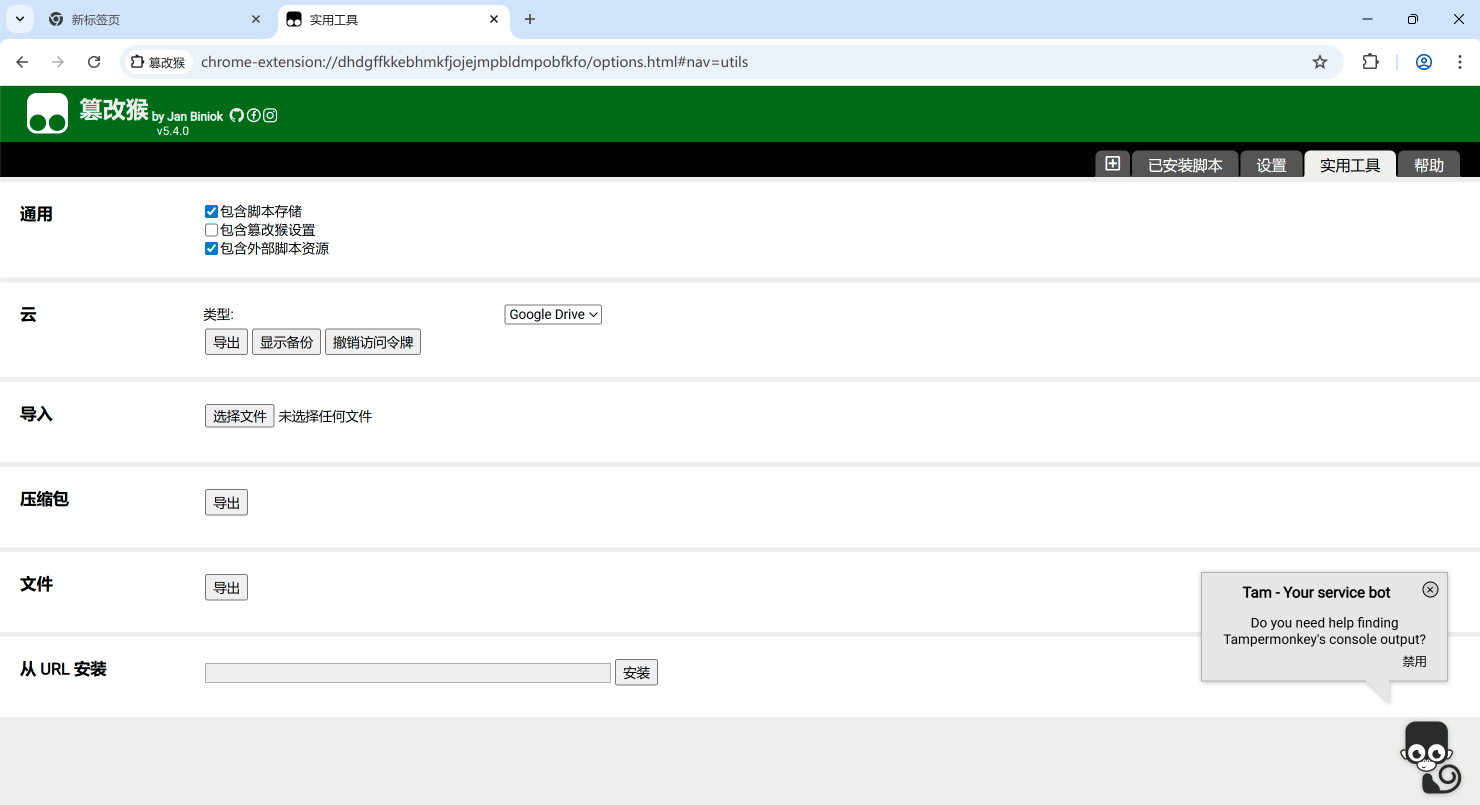 新标签页
实用工具
篡改猴 chrome-extension://dhdgffkkebhmkfjojejmpbldmpobfkfo/options.html#nav=utils
篡改猴 by Jan Biniok
v5.4.0
已安装脚本 设置 实用工具 帮助
通用
包含脚本存储
包含篡改猴设置
包含外部脚本资源
云
类型: Google Drive
导出 显示备份 撤销访问令牌
导入
选择文件 未选择任何文件
压缩包
导出
文件
导出
Tam - Your service bot
Do you need help finding
Tampermonkey's console output?
禁用
从 URL 安装
安装